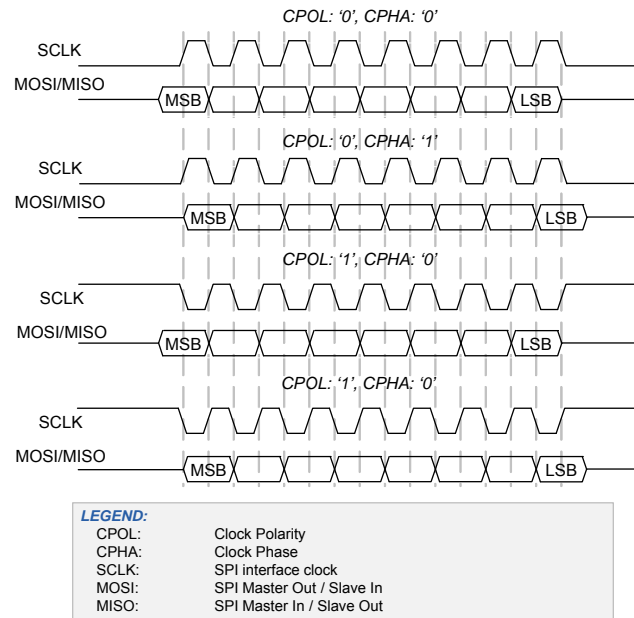 CPOL: ‘0’, CPHA: ‘0’
SCLK
MOSI/MISO
MSB LSB
CPOL: ‘0’, CPHA: ‘1’
SCLK
MOSI/MISO
MSB LSB
CPOL: ‘1’, CPHA: ‘0’
SCLK
MOSI/MISO
MSB LSB
CPOL: ‘1’, CPHA: ‘0’
SCLK
MOSI/MISO
MSB LSB
LEGEND:
CPOL: Clock Polarity
CPHA: Clock Phase
SCLK: SPI interface clock
MOSI: SPI Master Out / Slave In
MISO: SPI Master In / Slave Out